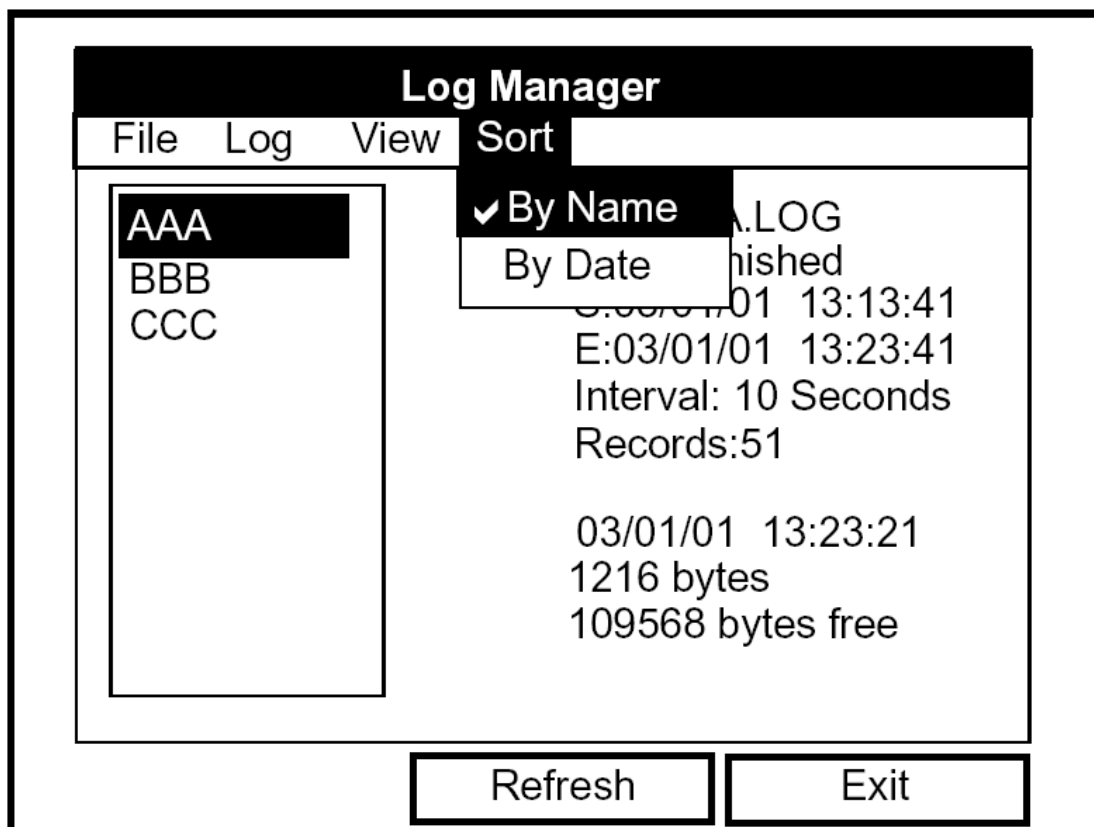 Log Manager
File Log View Sort
By Name
By Date
AAA
BBB
CCC
.LOG
nished
01 13:13:41
E:03/01/01 13:23:41
Interval: 10 Seconds
Records:51
03/01/01 13:23:21
1216 bytes
109568 bytes free
Refresh Exit